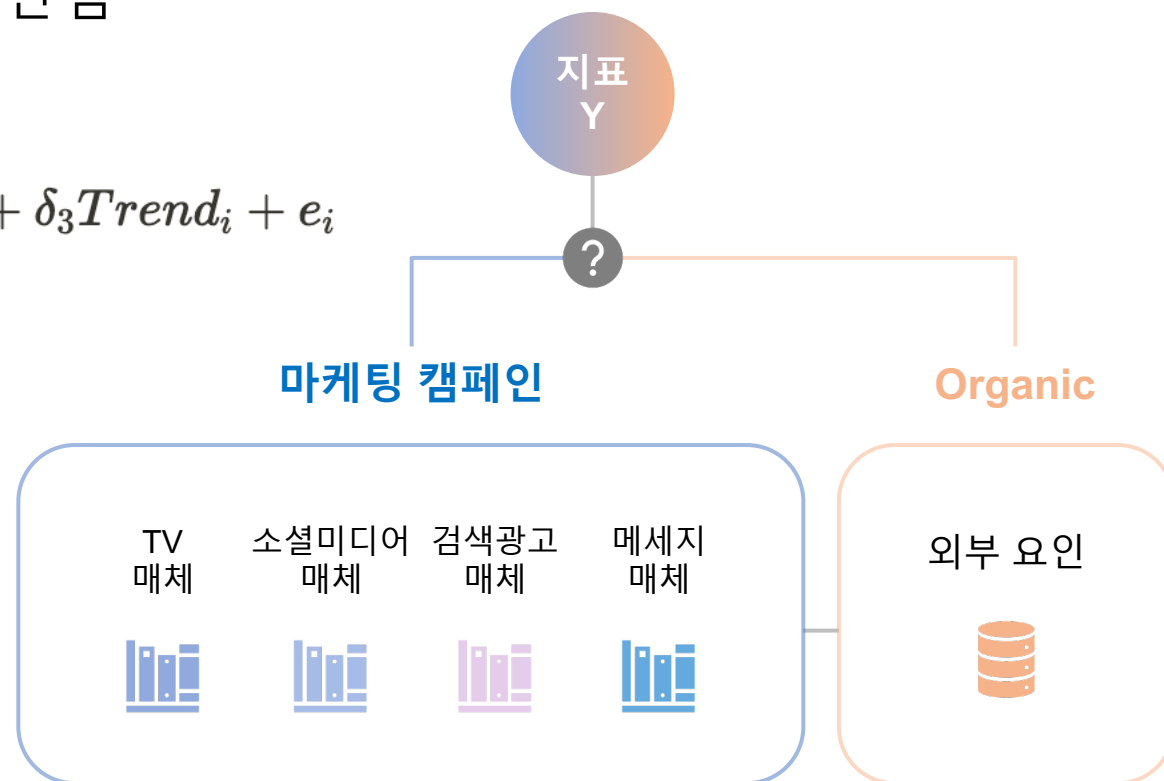 지표
Y
+ δ₃Trendᵢ + eᵢ
?
마케팅 캠페인
Organic
TV
매체
소셜미디어
매체
검색광고
매체
메세지
매체
외부 요인